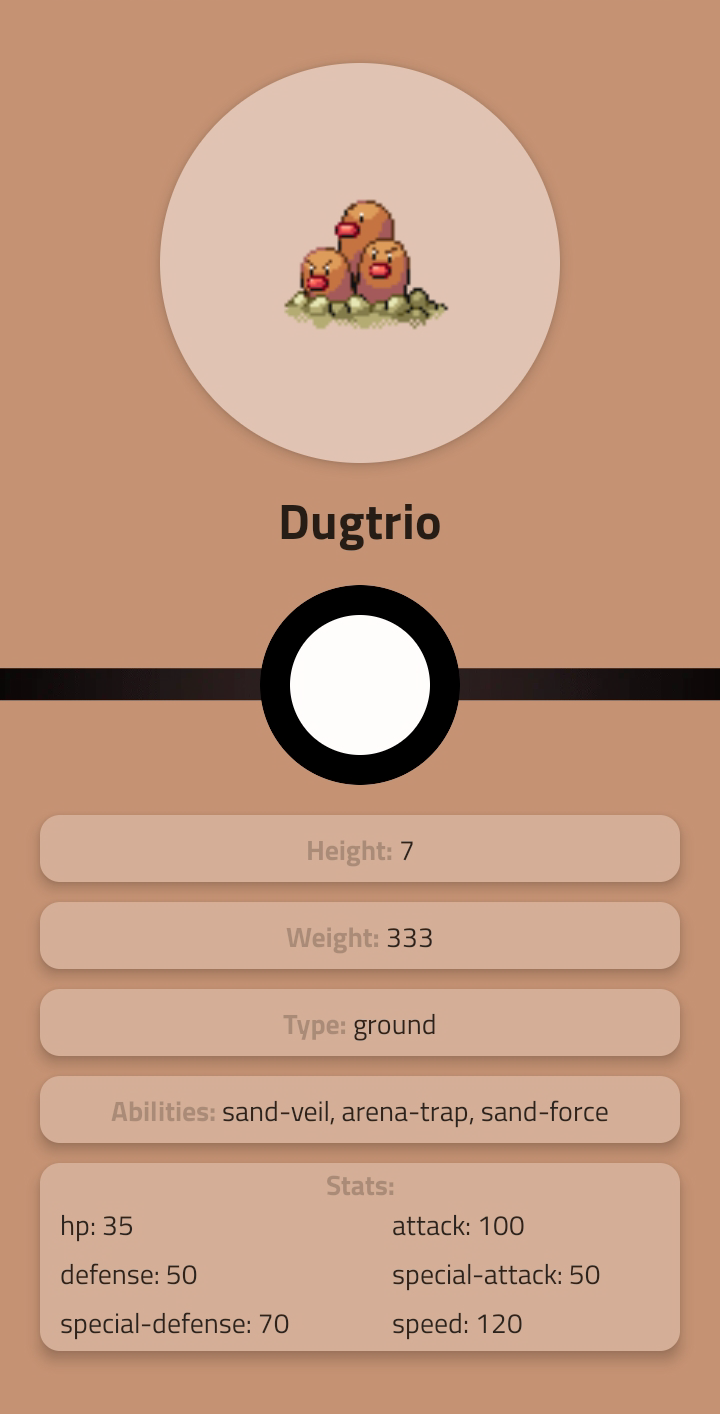 Dugtrio
Height: 7
Weight: 333
Type: ground
Abilities: sand-veil, arena-trap, sand-force
Stats:
hp: 35
attack: 100
defense: 50
special-attack: 50
special-defense: 70
speed: 120